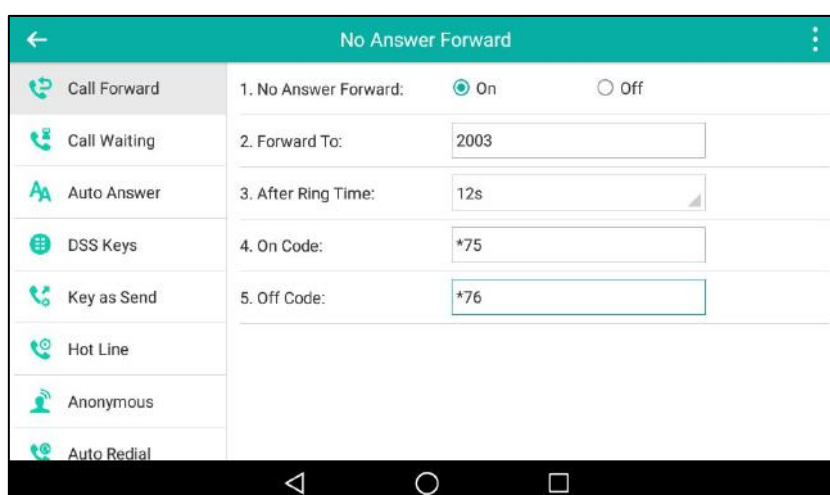 No Answer Forward
Call Forward
Call Waiting
Auto Answer
DSS Keys
Key as Send
Hot Line
Anonymous
Auto Redial
1. No Answer Forward: On Off
2. Forward To: 2003
3. After Ring Time: 12s
4. On Code: *75
5. Off Code: *76